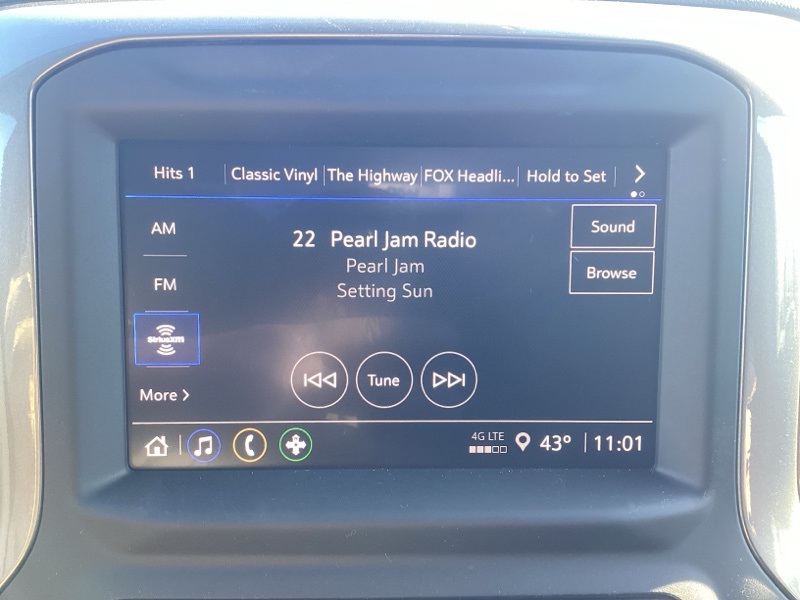 Hits 1 Classic Vinyl The Highway FOX Headli... Hold to Set
AM
22 Pearl Jam Radio
Sound
Pearl Jam
FM
Browse
Setting Sun
SiriusXM
More
Tune
4G LTE
43° 11:01